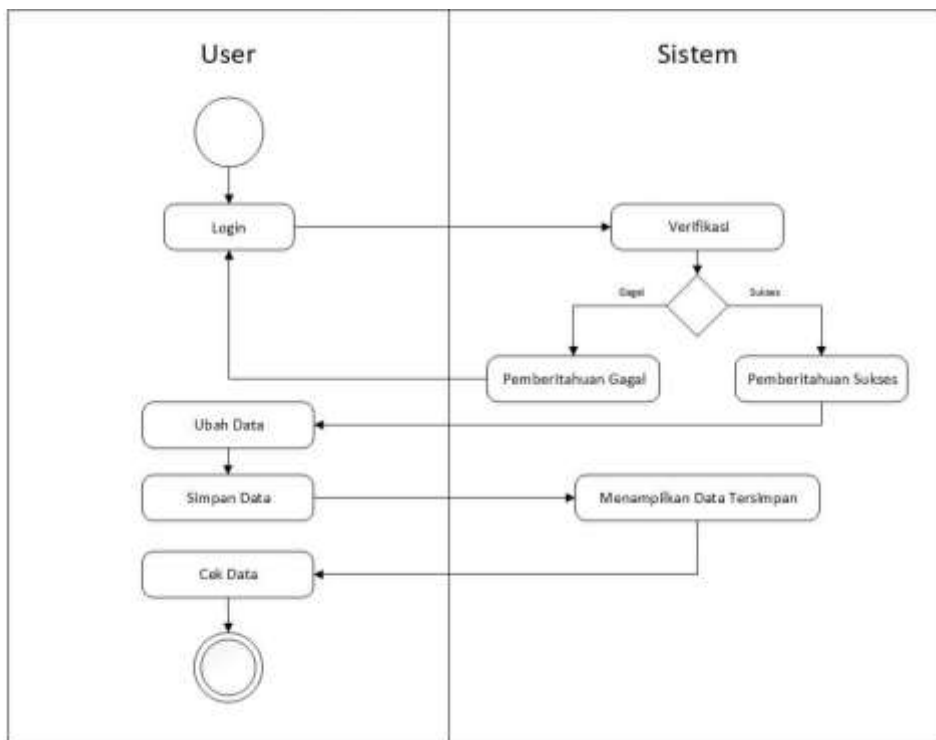 User
Sistem
Login
Verifikasi
Gagal
Sukses
Pemberitahuan Gagal
Pemberitahuan Sukses
Ubah Data
Simpan Data
Menampilkan Data Tersimpan
Cek Data